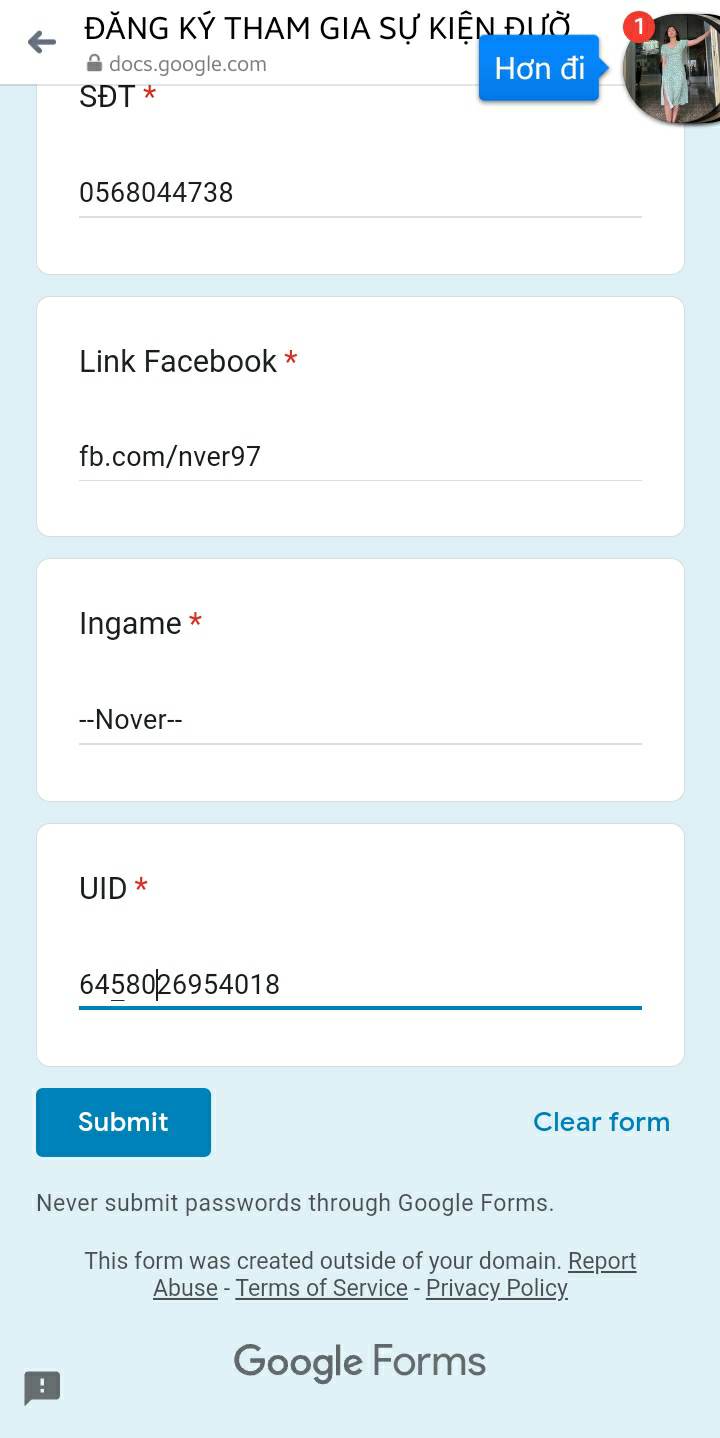 ĐĂNG KÝ THAM GIA SỰ KIỆN ĐƯỜ
docs.google.com
Hơn đi
1
SĐT *
0568044738
Link Facebook *
fb.com/nver97
Ingame *
--Nover--
UID *
6458026954018
Submit
Clear form
Never submit passwords through Google Forms.
This form was created outside of your domain. Report
Abuse - Terms of Service - Privacy Policy
Google Forms